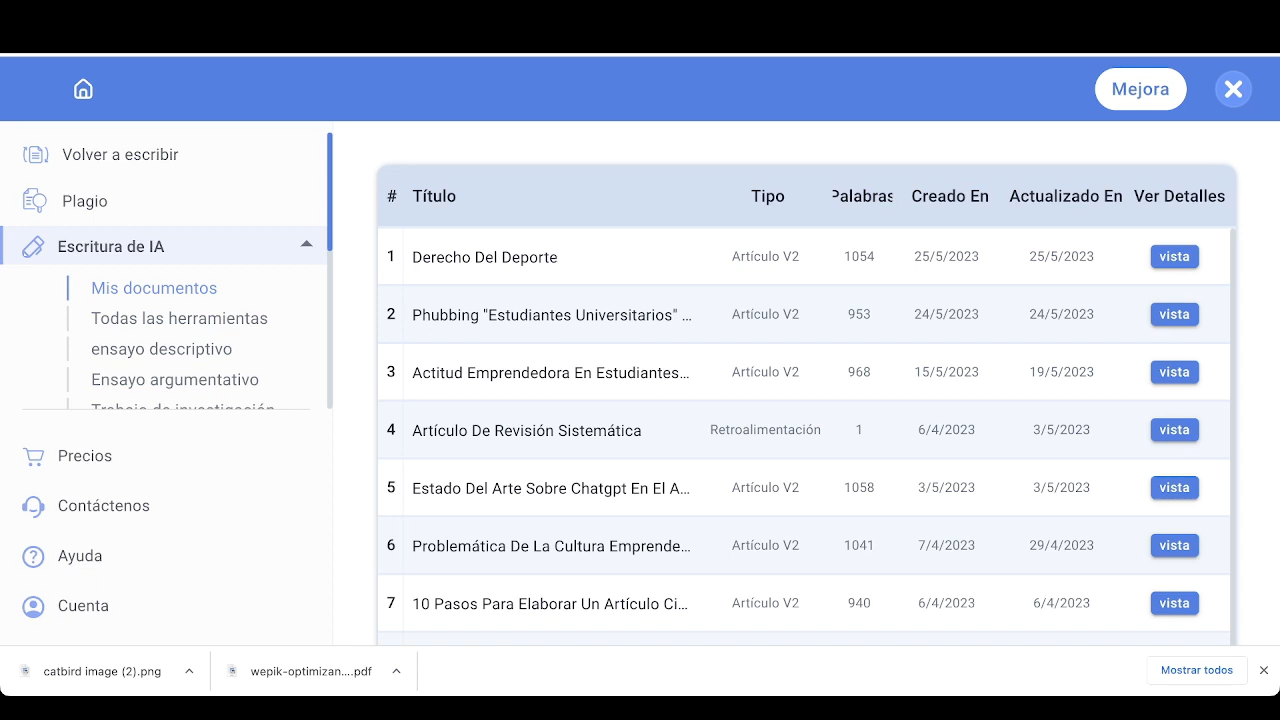 Mejora
Volver a escribir
Plagio
Escritura de IA
Mis documentos
Todas las herramientas
ensayo descriptivo
Ensayo argumentativo
Trabajo de investigación
Precios
Contáctenos
Ayuda
Cuenta
# Título Tipo Palabras Creado En Actualizado En Ver Detalles
1 Derecho Del Deporte Artículo V2 1054 25/5/2023 25/5/2023 vista
2 Phubbing "Estudiantes Universitarios" ... Artículo V2 953 24/5/2023 24/5/2023 vista
3 Actitud Emprendedora En Estudiantes... Artículo V2 968 15/5/2023 19/5/2023 vista
4 Artículo De Revisión Sistemática Retroalimentación 1 6/4/2023 3/5/2023 vista
5 Estado Del Arte Sobre Chatgpt En El A... Artículo V2 1058 3/5/2023 3/5/2023 vista
6 Problemática De La Cultura Emprende... Artículo V2 1041 7/4/2023 29/4/2023 vista
7 10 Pasos Para Elaborar Un Artículo Ci... Artículo V2 940 6/4/2023 6/4/2023 vista
catbird image (2).png wepik-optimizan....pdf Mostrar todos